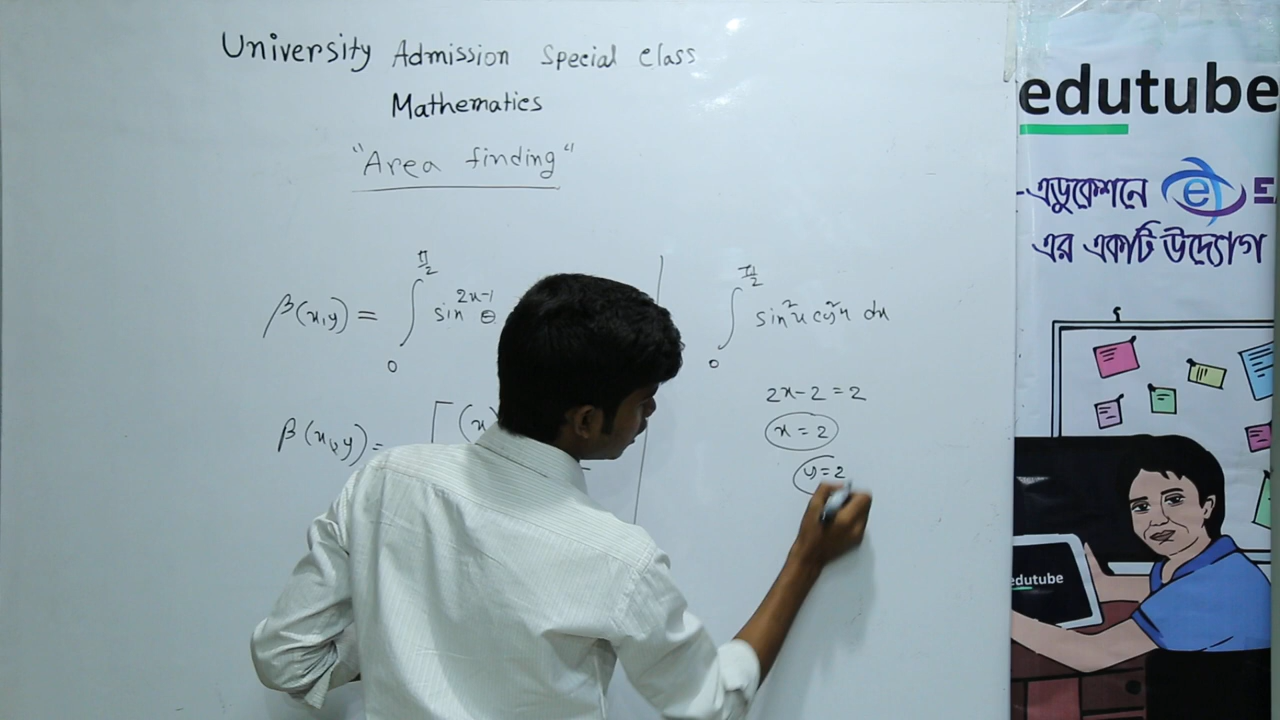 University Admission Special Class
Mathematics
"Area finding"
π/2
β(x,y) = ∫ sin^2x-1 θ
0
β(x,y) = Γ(x)
π/2
∫ sin²x cos²x dx
0
2x-2=2
x=2
y=2
edutube
-এডুকেশনে e E
এর একটি উদ্যোগ
edutube